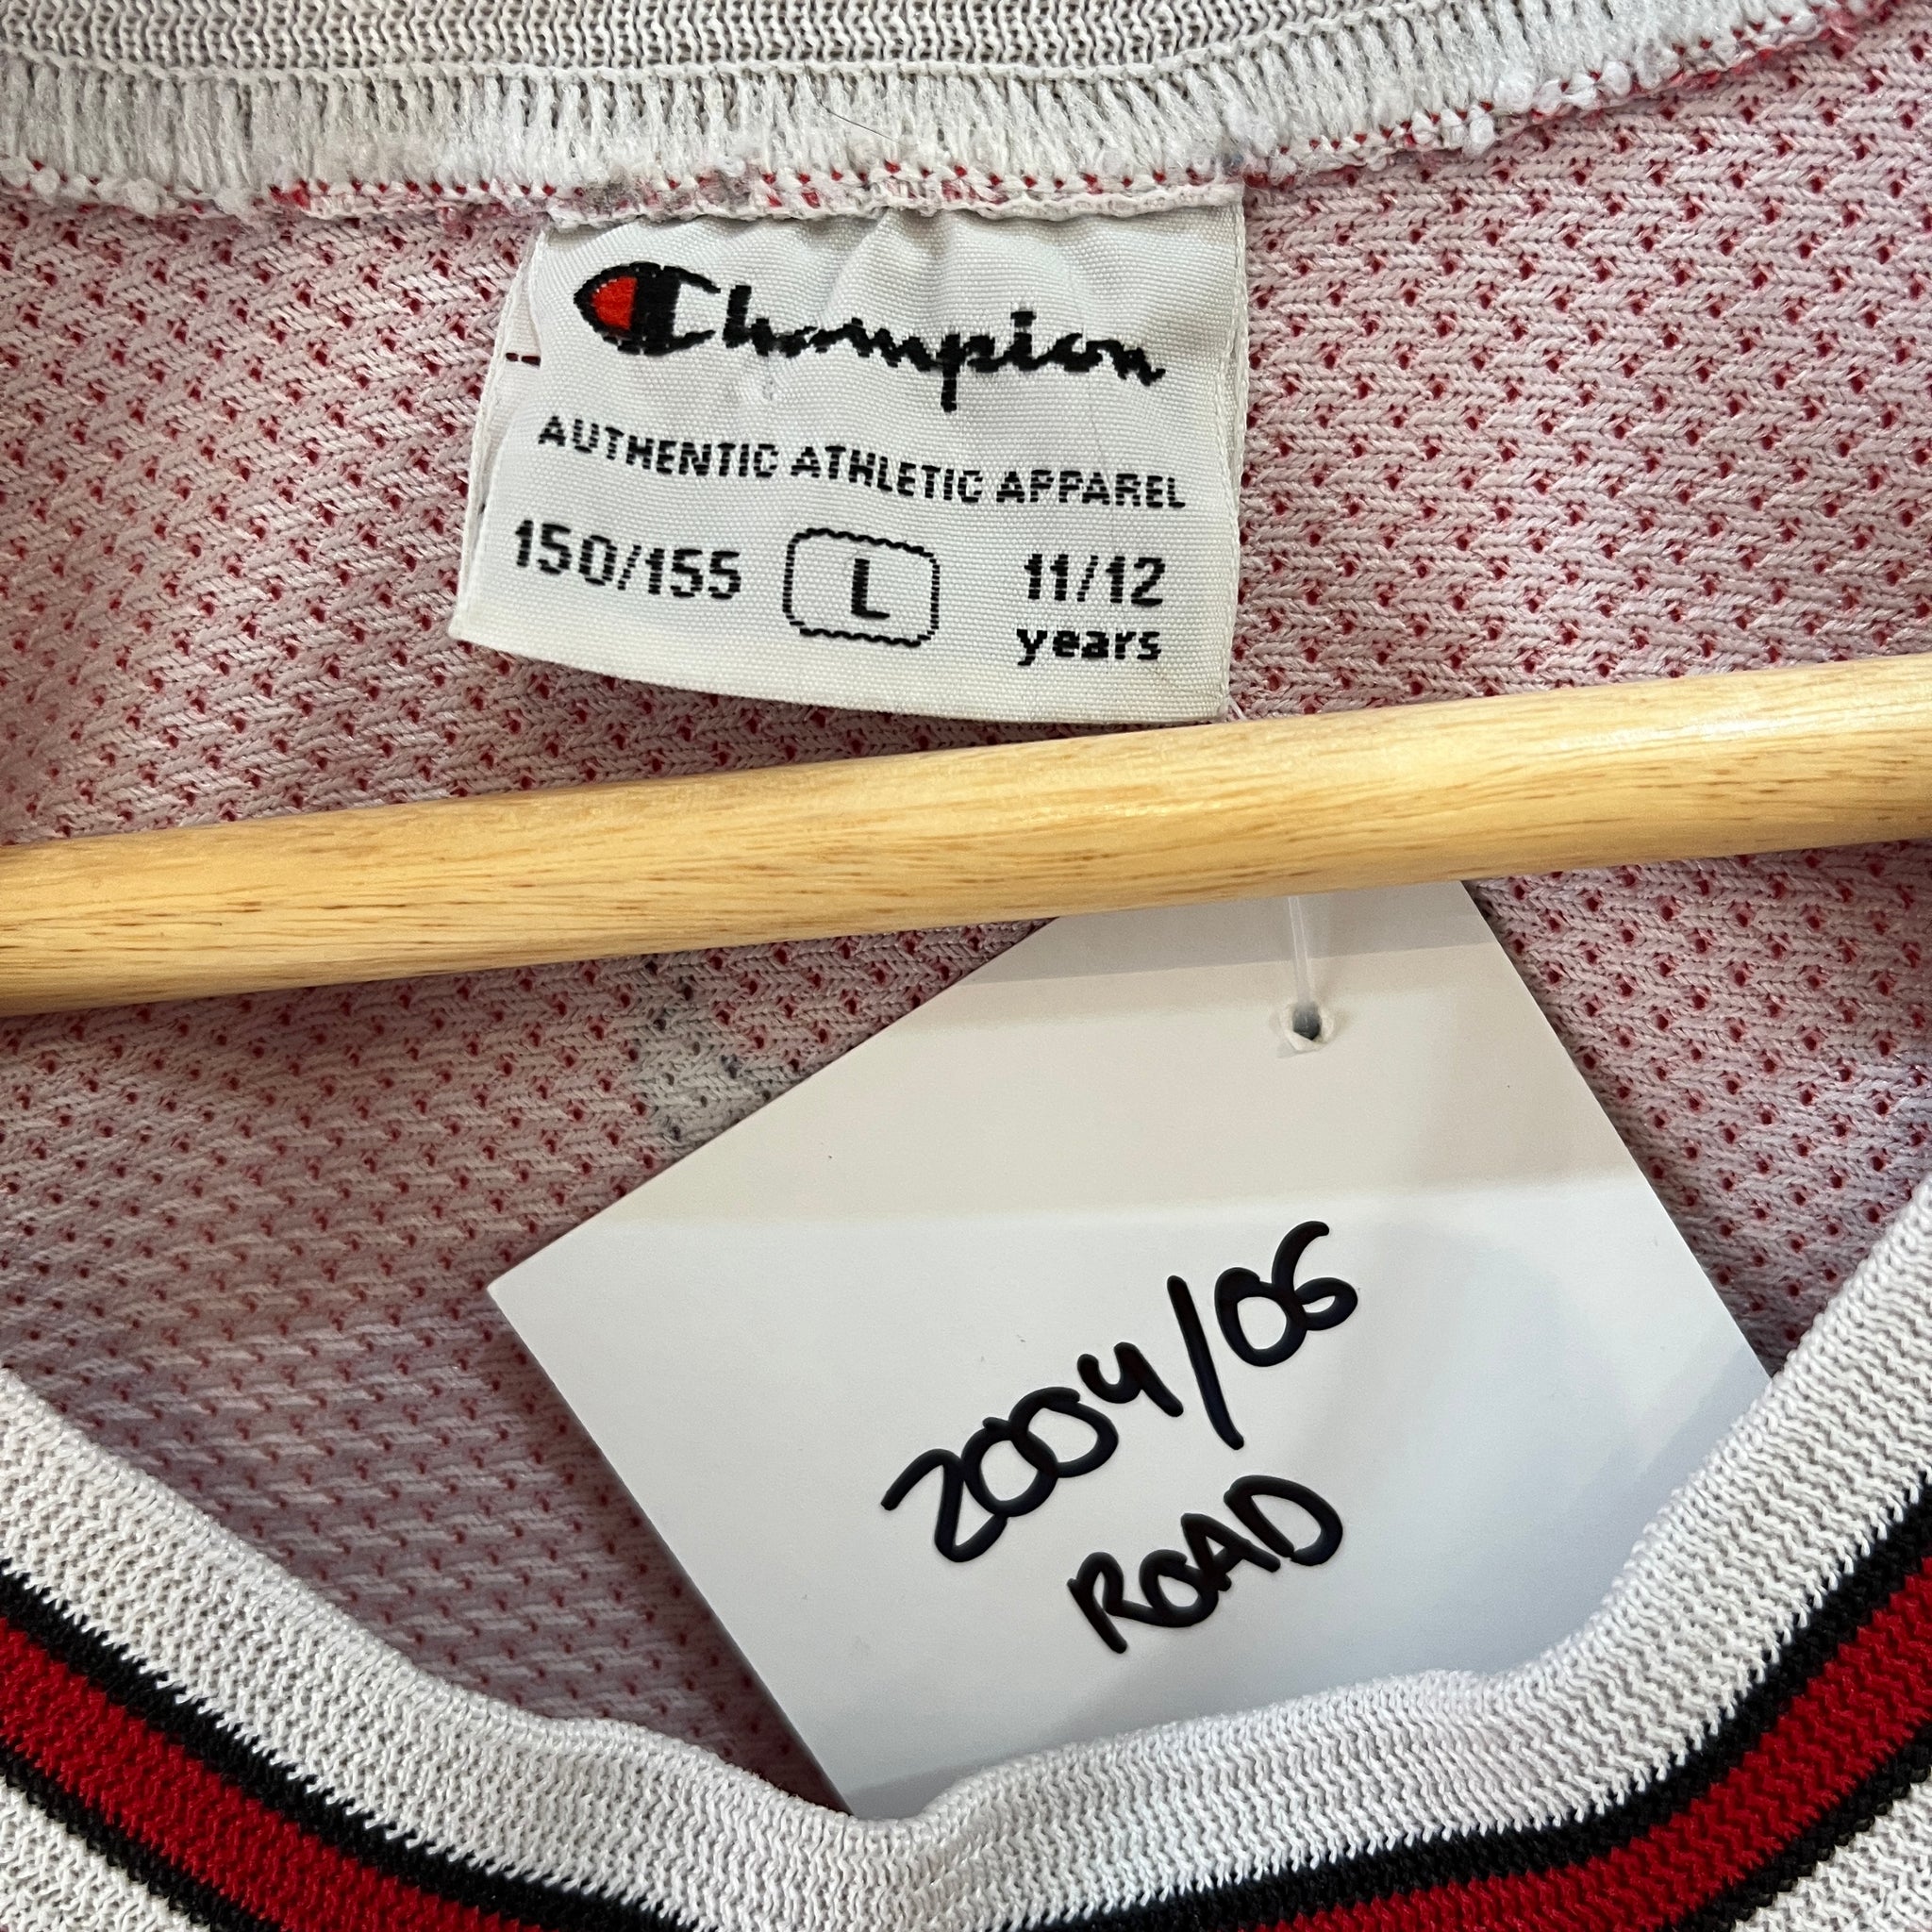 Champion
AUTHENTIC ATHLETIC APPAREL
150/155 L 11/12
years
2004/06
ROAD